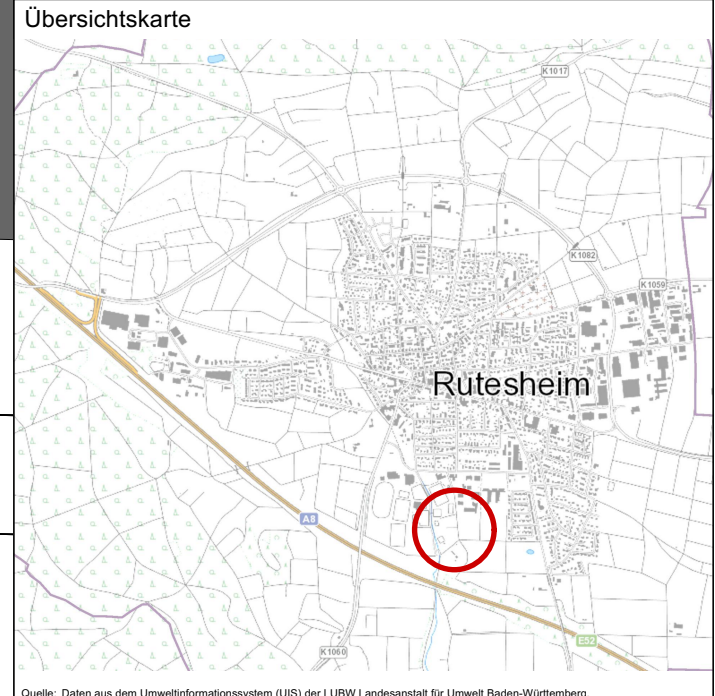 Übersichtskarte
K1017
K1082
K1059
Rutesheim
A8
E52
K1060
Quelle: Daten aus dem Umweltinformationssystem (UIS) der LUBW Landesanstalt für Umwelt Baden-Württemberg